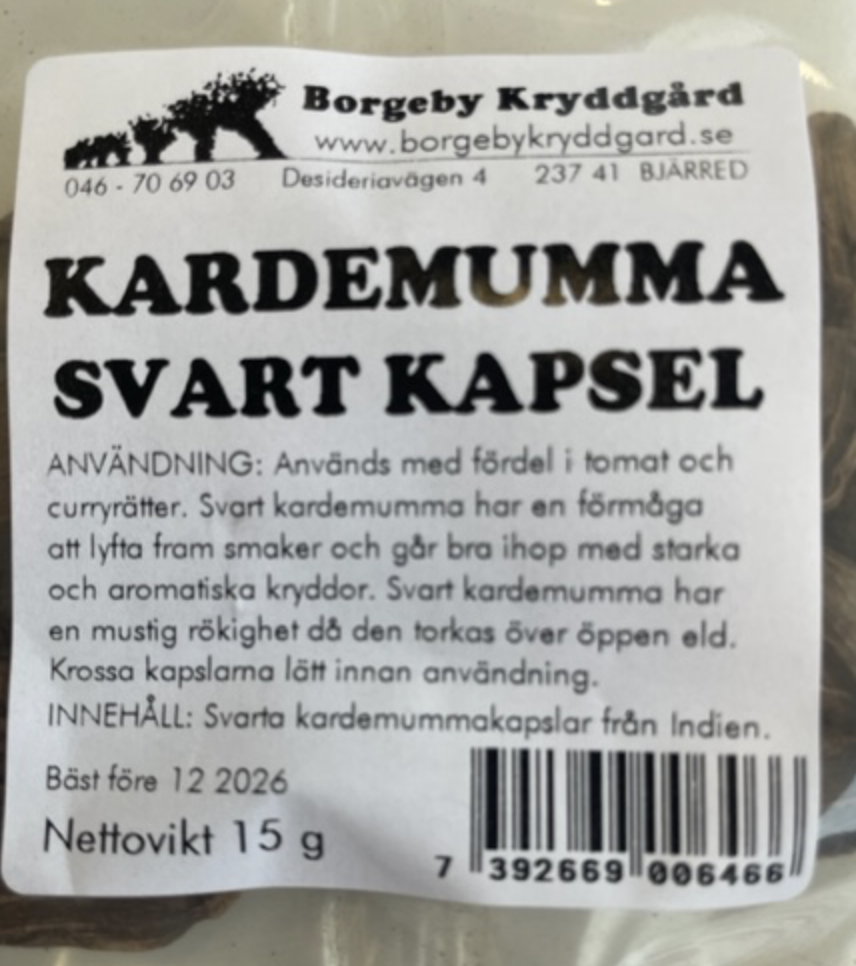 Borgeby Kryddgård
www.borgebykryddgard.se
046 - 70 69 03 Desideriavägen 4 237 41 BJÄRRED
KARDEMUMMA
SVART KAPSEL
ANVÄNDNING: Används med fördel i tomat och
curryrätter. Svart kardemumma har en förmåga
att lyfta fram smaker och går bra ihop med starka
och aromatiska kryddor. Svart kardemumma har
en mustig rökighet då den torkas över öppen eld.
Krossa kapslarna lätt innan användning.
INNEHÅLL: Svarta kardemummakapslar från Indien.
Bäst före 12 2026
Nettovikt 15 g
7 392669 006466